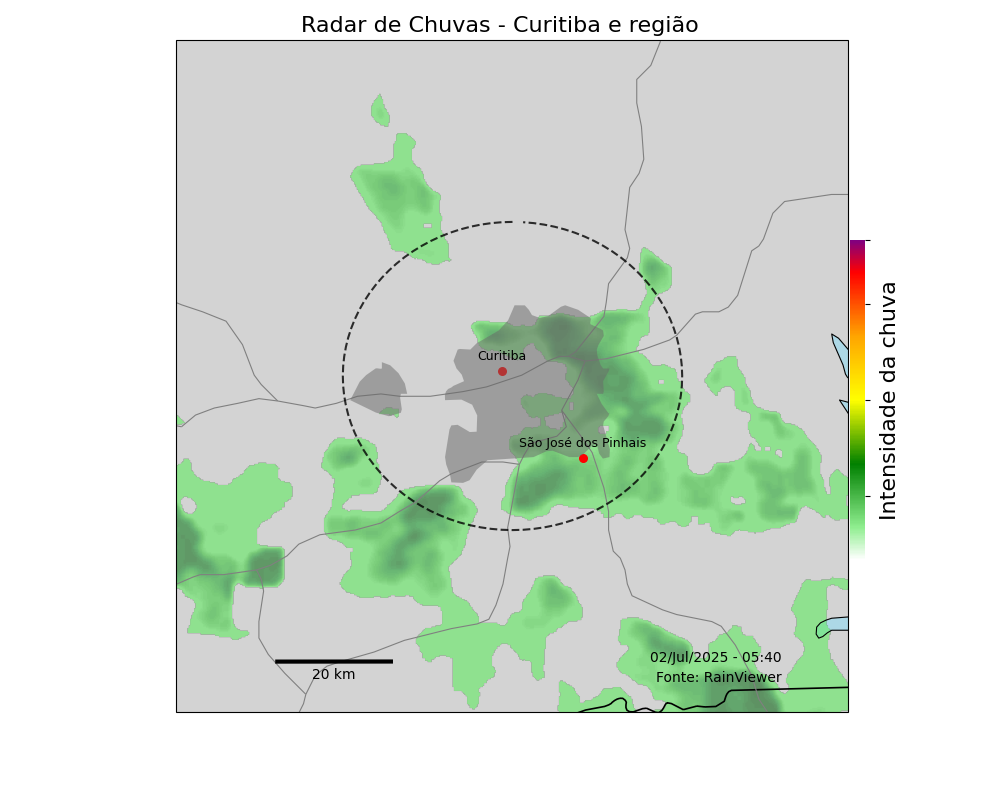 Radar de Chuvas - Curitiba e região
Curitiba
São José dos Pinhais
Intensidade da chuva
02/Jul/2025 - 05:40
Fonte: RainViewer
20 km